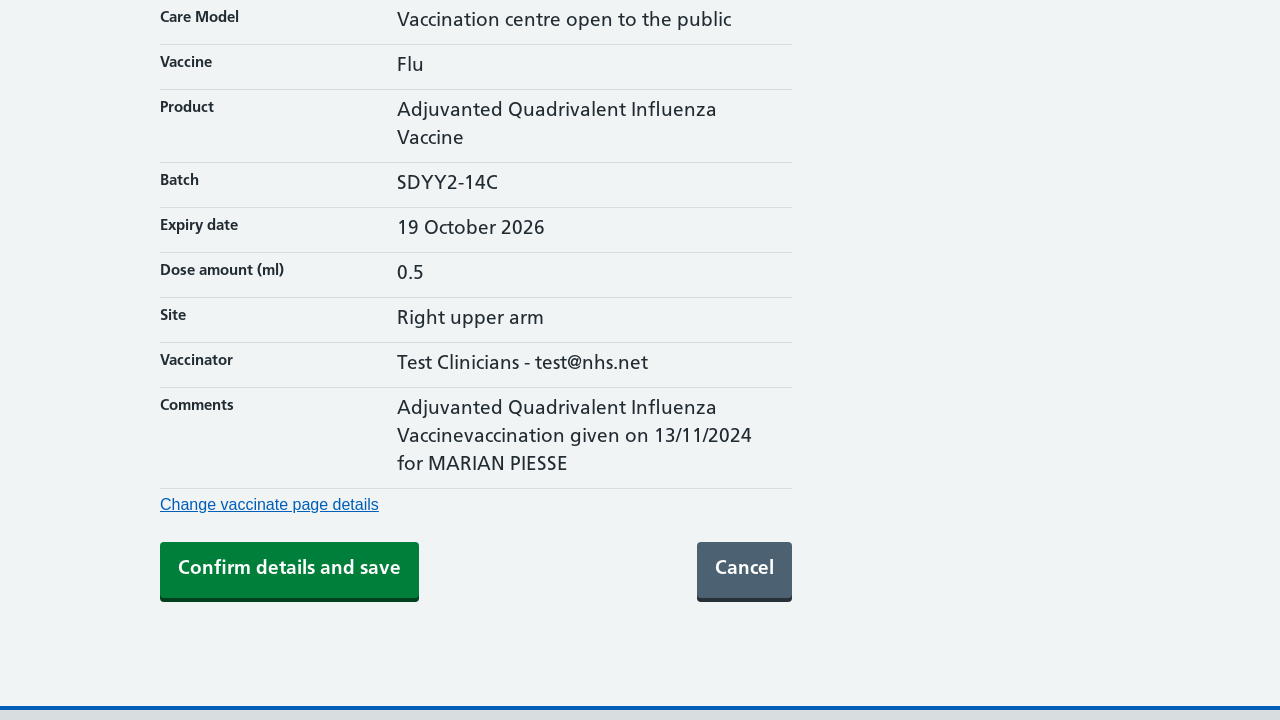 Care Model
Vaccination centre open to the public
Vaccine
Flu
Product
Adjuvanted Quadrivalent Influenza
Vaccine
Batch
SDYY2-14C
Expiry date
19 October 2026
Dose amount (ml)
0.5
Site
Right upper arm
Vaccinator
Test Clinicians - test@nhs.net
Comments
Adjuvanted Quadrivalent Influenza
Vaccinevaccination given on 13/11/2024
for MARIAN PIESSE
Change vaccinate page details
Confirm details and save
Cancel